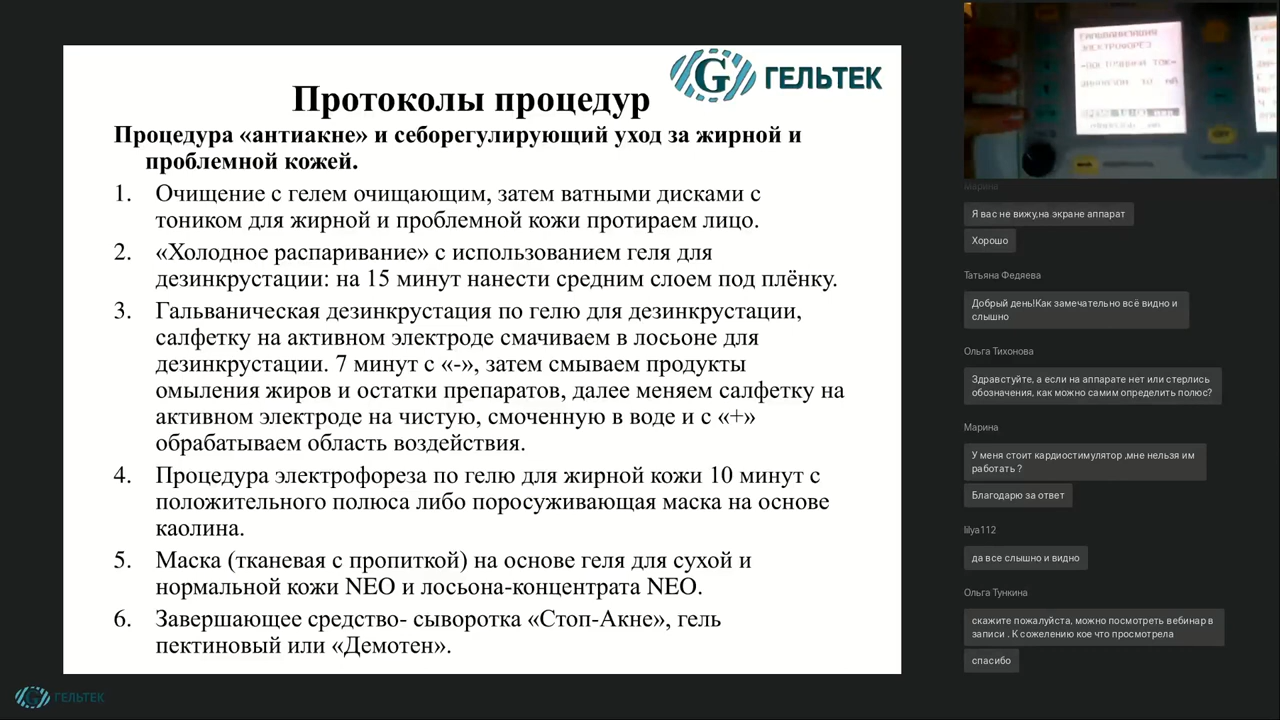 ГЕЛЬТЕК
Протоколы процедур
Процедура «антиакне» и себорегулирующий уход за жирной и
проблемной кожей.
1. Очищение с гелем очищающим, затем ватными дисками с
тоником для жирной и проблемной кожи протираем лицо.
2. «Холодное распаривание» с использованием геля для
дезинкрустации: на 15 минут нанести средним слоем под плёнку.
3. Гальваническая дезинкрустация по гелю для дезинкрустации,
салфетку на активном электроде смачиваем в лосьоне для
дезинкрустации. 7 минут с «-», затем смываем продукты
омыления жиров и остатки препаратов, далее меняем салфетку на
активном электроде на чистую, смоченную в воде и с «+»
обрабатываем область воздействия.
4. Процедура электрофореза по гелю для жирной кожи 10 минут с
положительного полюса либо поросуживающая маска на основе
каолина.
5. Маска (тканевая с пропиткой) на основе геля для сухой и
нормальной кожи NEO и лосьона-концентрата NEO.
6. Завершающее средство- сыворотка «Стоп-Акне», гель
пектиновый или «Демотен».
ГЕЛЬТЕК
ГАЛЬВАНИЗАЦИЯ
ЭЛЕКТРОФОРЕЗ
Марина
Я вас не вижу,на экране аппарат
Хорошо
Татьяна Федяева
Добрый день!Как замечательно всё видно и
слышно
Ольга Тихонова
Здравстуйте, а если на аппарате нет или стерлись
обозначения, как можно самим определить полюс?
Марина
У меня стоит кардиостимулятор ,мне нельзя им
работать ?
Благодарю за ответ
lilya112
да все слышно и видно
Ольга Тункина
скажите пожалуйста, можно посмотреть вебинар в
записи . К сожелению кое что просмотрела
спасибо